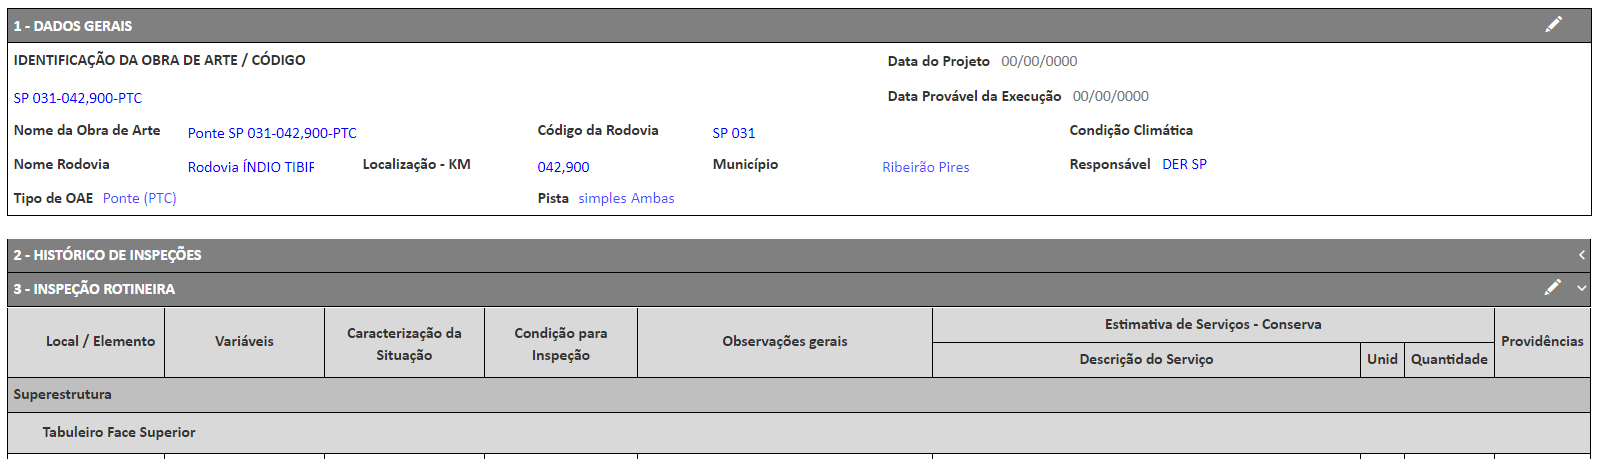 1 - DADOS GERAIS
IDENTIFICAÇÃO DA OBRA DE ARTE / CÓDIGO
Data do Projeto 00/00/0000
SP 031-042,900-PTC
Data Provável da Execução 00/00/0000
Nome da Obra de Arte Ponte SP 031-042,900-PTC Código da Rodovia SP 031 Condição Climática
Nome Rodovia Rodovia ÍNDIO TIBIF Localização - KM 042,900 Município Ribeirão Pires Responsável DER SP
Tipo de OAE Ponte (PTC) Pista simples Ambas
2 - HISTÓRICO DE INSPEÇÕES
3 - INSPEÇÃO ROTINEIRA
Local / Elemento
Variáveis
Caracterização da
Situação
Condição para
Inspeção
Observações gerais
Estimativa de Serviços - Conserva
Descrição do Serviço
Unid
Quantidade
Providências
Superestrutura
Tabuleiro Face Superior